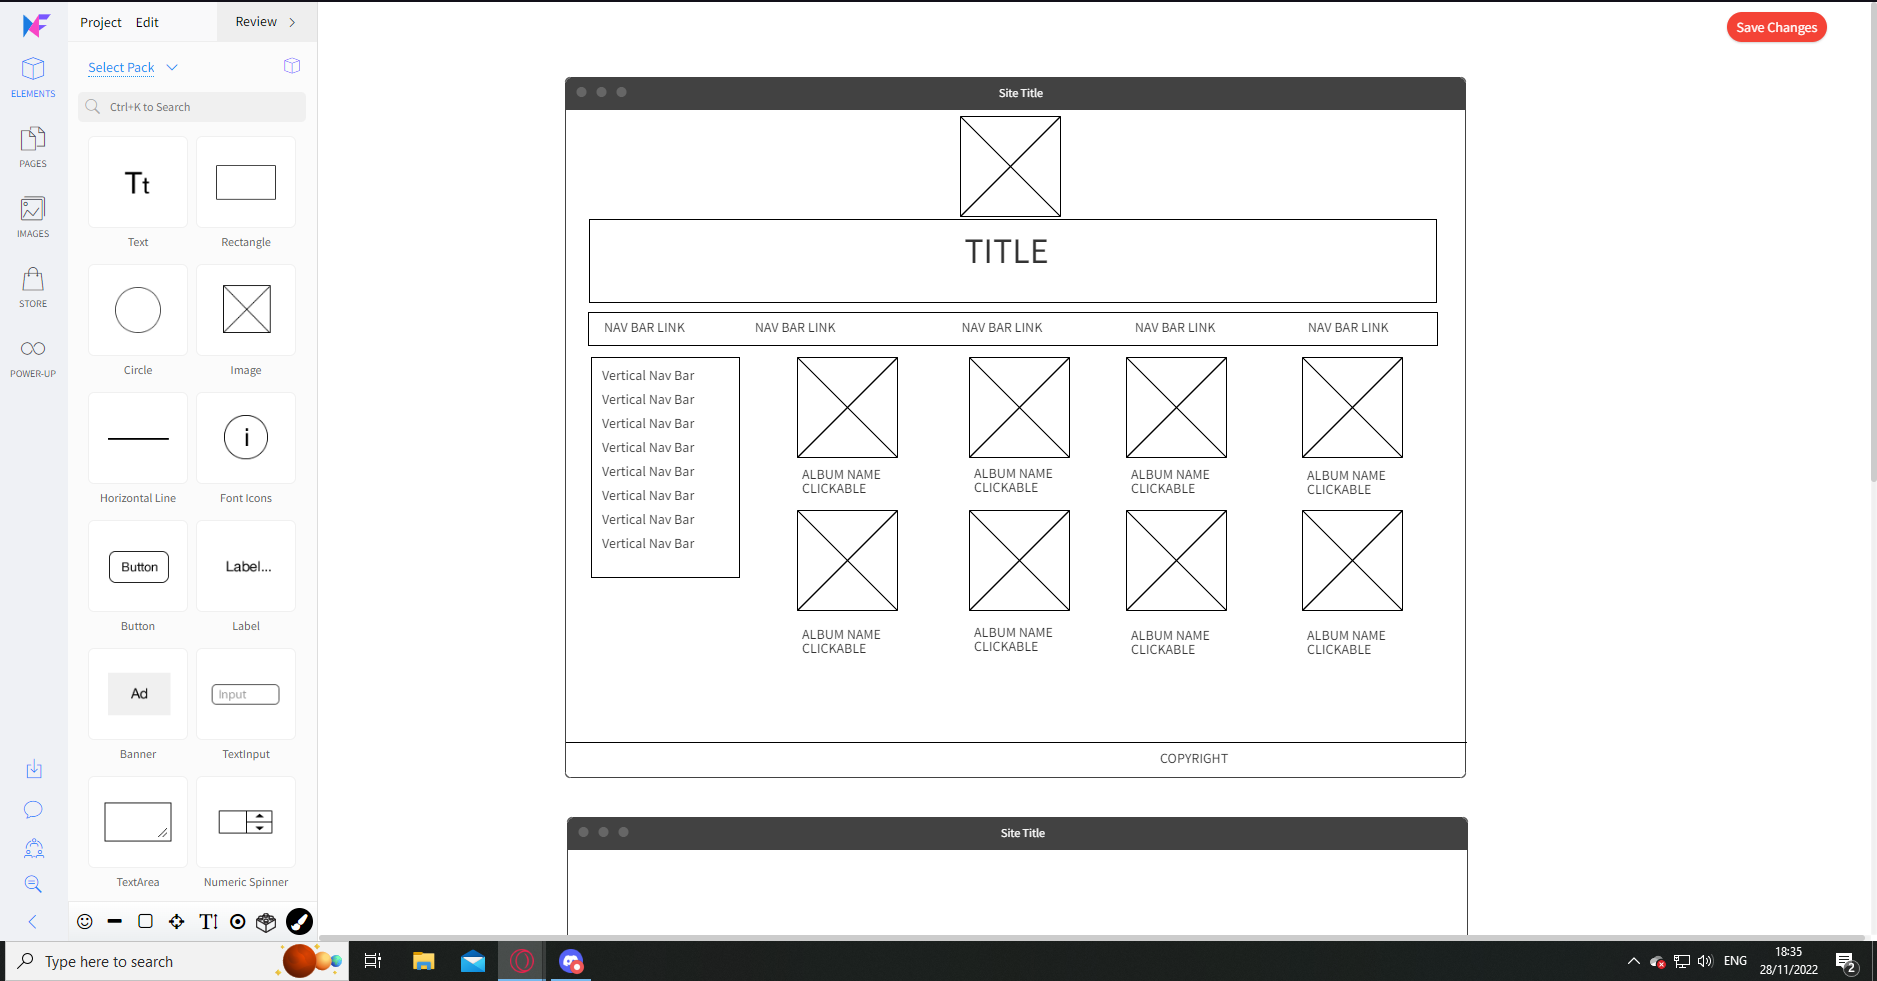 Project Edit Review
Save Changes
Select Pack
ELEMENTS
Ctrl+K to Search
PAGES
IMAGES
STORE
POWER-UP
Tt
Text Rectangle
Circle Image
i
Horizontal Line Font Icons
Button Label...
Button Label
Ad Input
Banner TextInput
TextArea Numeric Spinner
T
Site Title
TITLE
NAV BAR LINK NAV BAR LINK NAV BAR LINK NAV BAR LINK NAV BAR LINK
Vertical Nav Bar
Vertical Nav Bar
Vertical Nav Bar
Vertical Nav Bar
Vertical Nav Bar
Vertical Nav Bar
Vertical Nav Bar
Vertical Nav Bar
ALBUM NAME ALBUM NAME ALBUM NAME ALBUM NAME
CLICKABLE CLICKABLE CLICKABLE CLICKABLE
ALBUM NAME ALBUM NAME ALBUM NAME ALBUM NAME
CLICKABLE CLICKABLE CLICKABLE CLICKABLE
COPYRIGHT
Site Title
Type here to search
ENG
18:35
28/11/2022
2